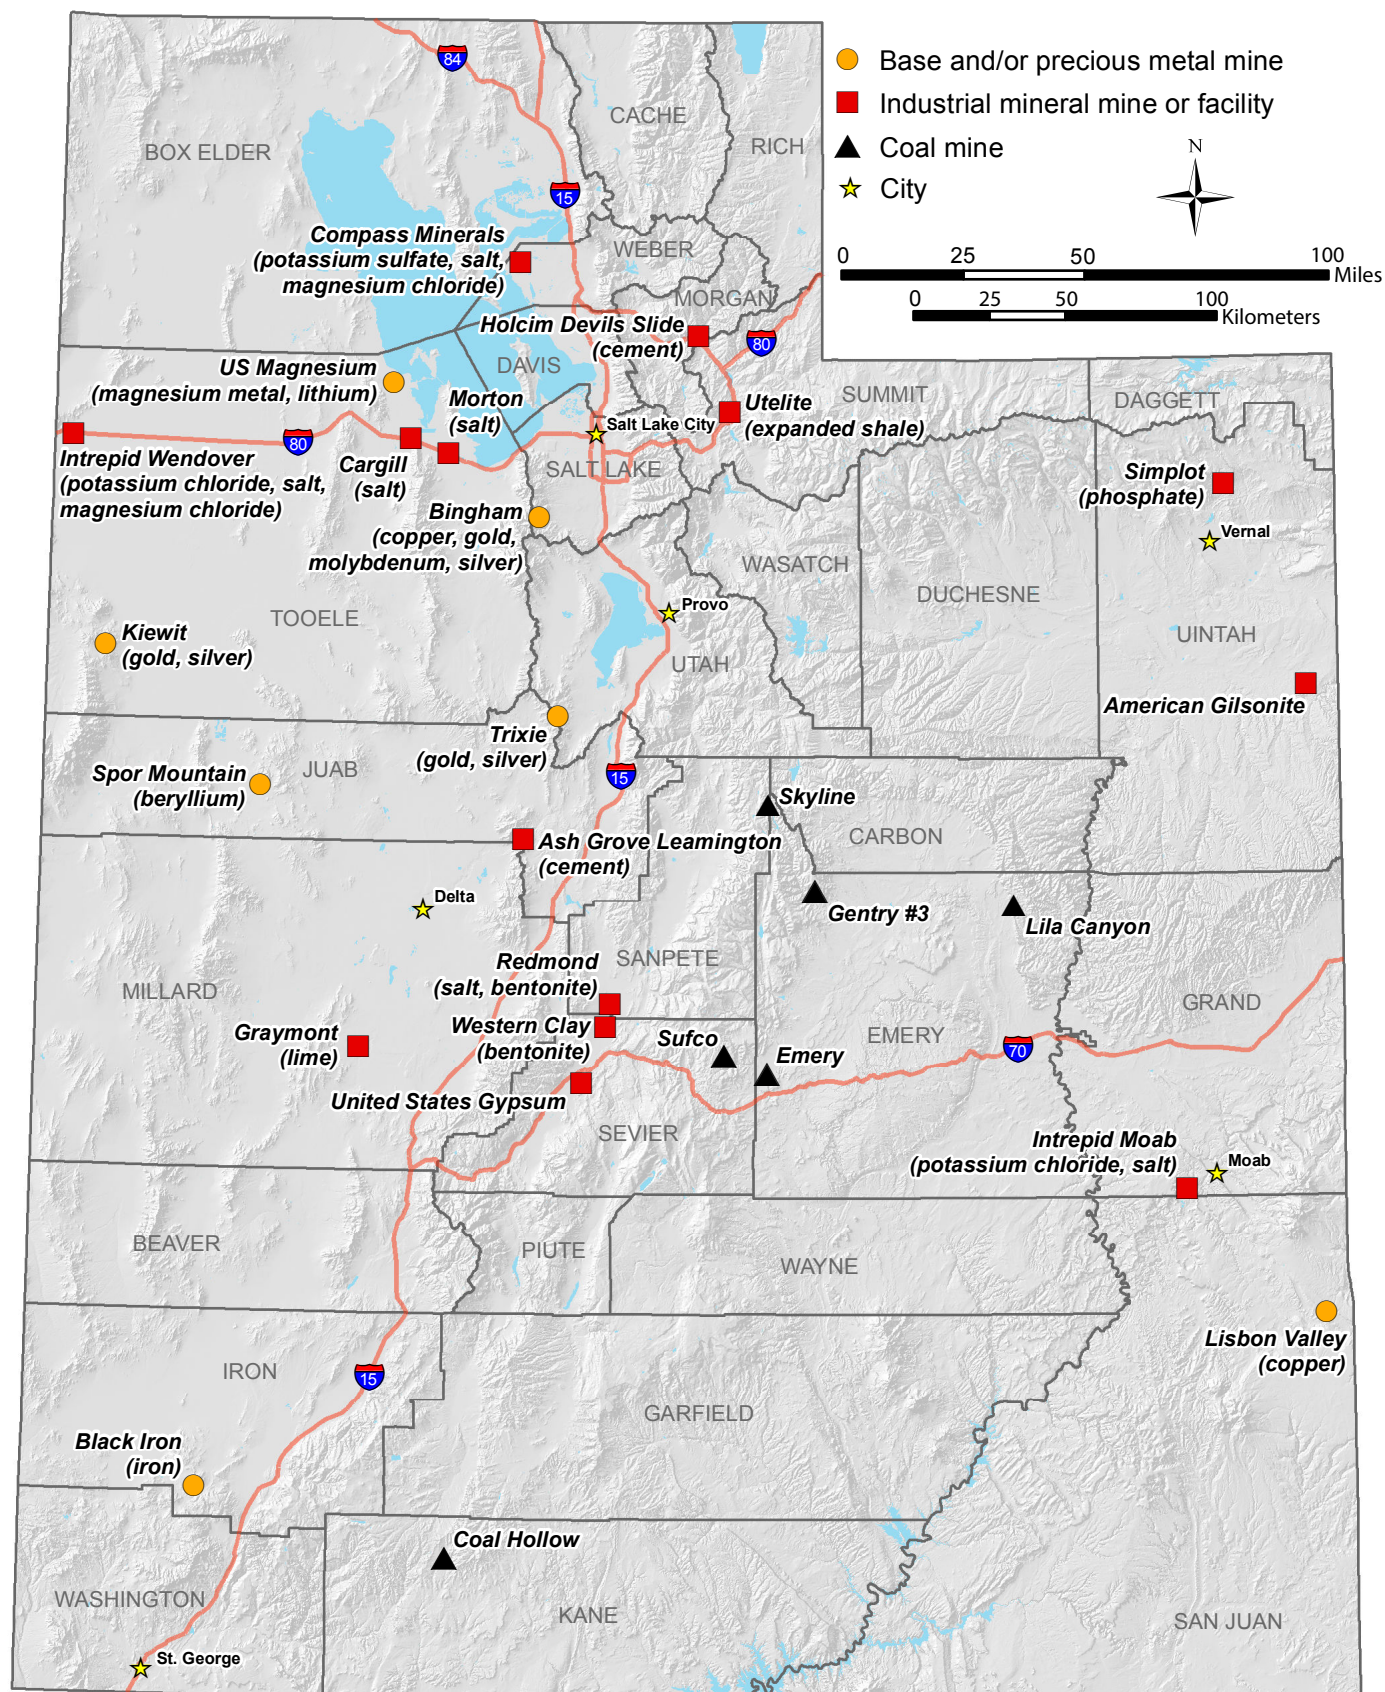 84
Base and/or precious metal mine
Industrial mineral mine or facility
Coal mine
City
N
0 25 50 100 Miles
0 25 50 100 Kilometers
CACHE
RICH
BOX ELDER
15
Compass Minerals
(potassium sulfate, salt,
magnesium chloride)
WEBER
MORGAN
Holcim Devils Slide
(cement)
80
US Magnesium
(magnesium metal, lithium)
DAVIS
Morton
(salt)
Salt Lake City
Utelite
(expanded shale)
SUMMIT
DAGGETT
80
Intrepid Wendover
(potassium chloride, salt,
magnesium chloride)
Cargill
(salt)
SALT LAKE
Simplot
(phosphate)
Vernal
Bingham
(copper, gold,
molybdenum, silver)
WASATCH
DUCHESNE
Provo
TOOELE
Kiewit
(gold, silver)
UTAH
UINTAH
American Gilsonite
Trixie
(gold, silver)
JUAB
Spor Mountain
(beryllium)
15
Skyline
CARBON
Ash Grove Leamington
(cement)
Delta
Gentry #3
Lila Canyon
Redmond
(salt, bentonite)
SANPETE
MILLARD
GRAND
Graymont
(lime)
Western Clay
(bentonite)
Sufco
Emery
EMERY
70
United States Gypsum
SEVIER
Intrepid Moab
(potassium chloride, salt)
Moab
BEAVER
PIUTE
WAYNE
Lisbon Valley
(copper)
IRON
15
GARFIELD
Black Iron
(iron)
Coal Hollow
WASHINGTON
KANE
SAN JUAN
St. George